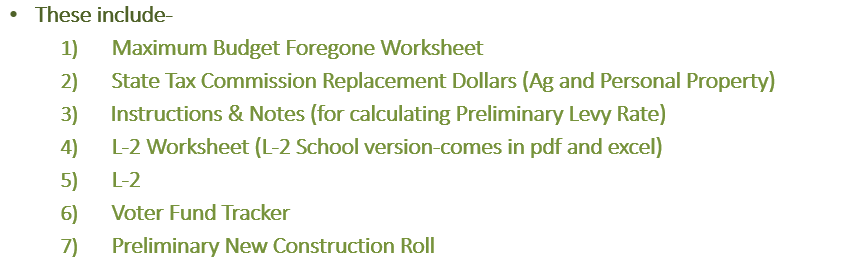 • These include-
1) Maximum Budget Foregone Worksheet
2) State Tax Commission Replacement Dollars (Ag and Personal Property)
3) Instructions & Notes (for calculating Preliminary Levy Rate)
4) L-2 Worksheet (L-2 School version-comes in pdf and excel)
5) L-2
6) Voter Fund Tracker
7) Preliminary New Construction Roll